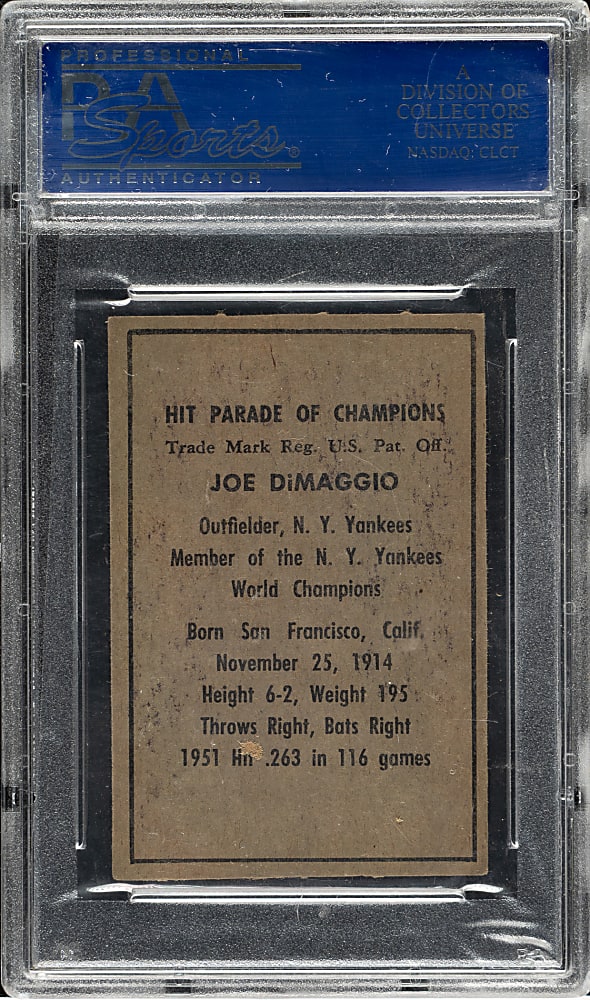 PROFESSIONAL
PSA
Sports®
AUTHENTICATOR
A
DIVISION OF
COLLECTORS
UNIVERSE
NASDAQ: CLCT
HIT PARADE OF CHAMPIONS
Trade Mark Reg. U.S. Pat. Off.
JOE DiMAGGIO
Outfielder, N. Y. Yankees
Member of the N. Y. Yankees
World Champions
Born San Francisco, Calif.
November 25, 1914
Height 6-2, Weight 195
Throws Right, Bats Right
1951 Hit .263 in 116 games